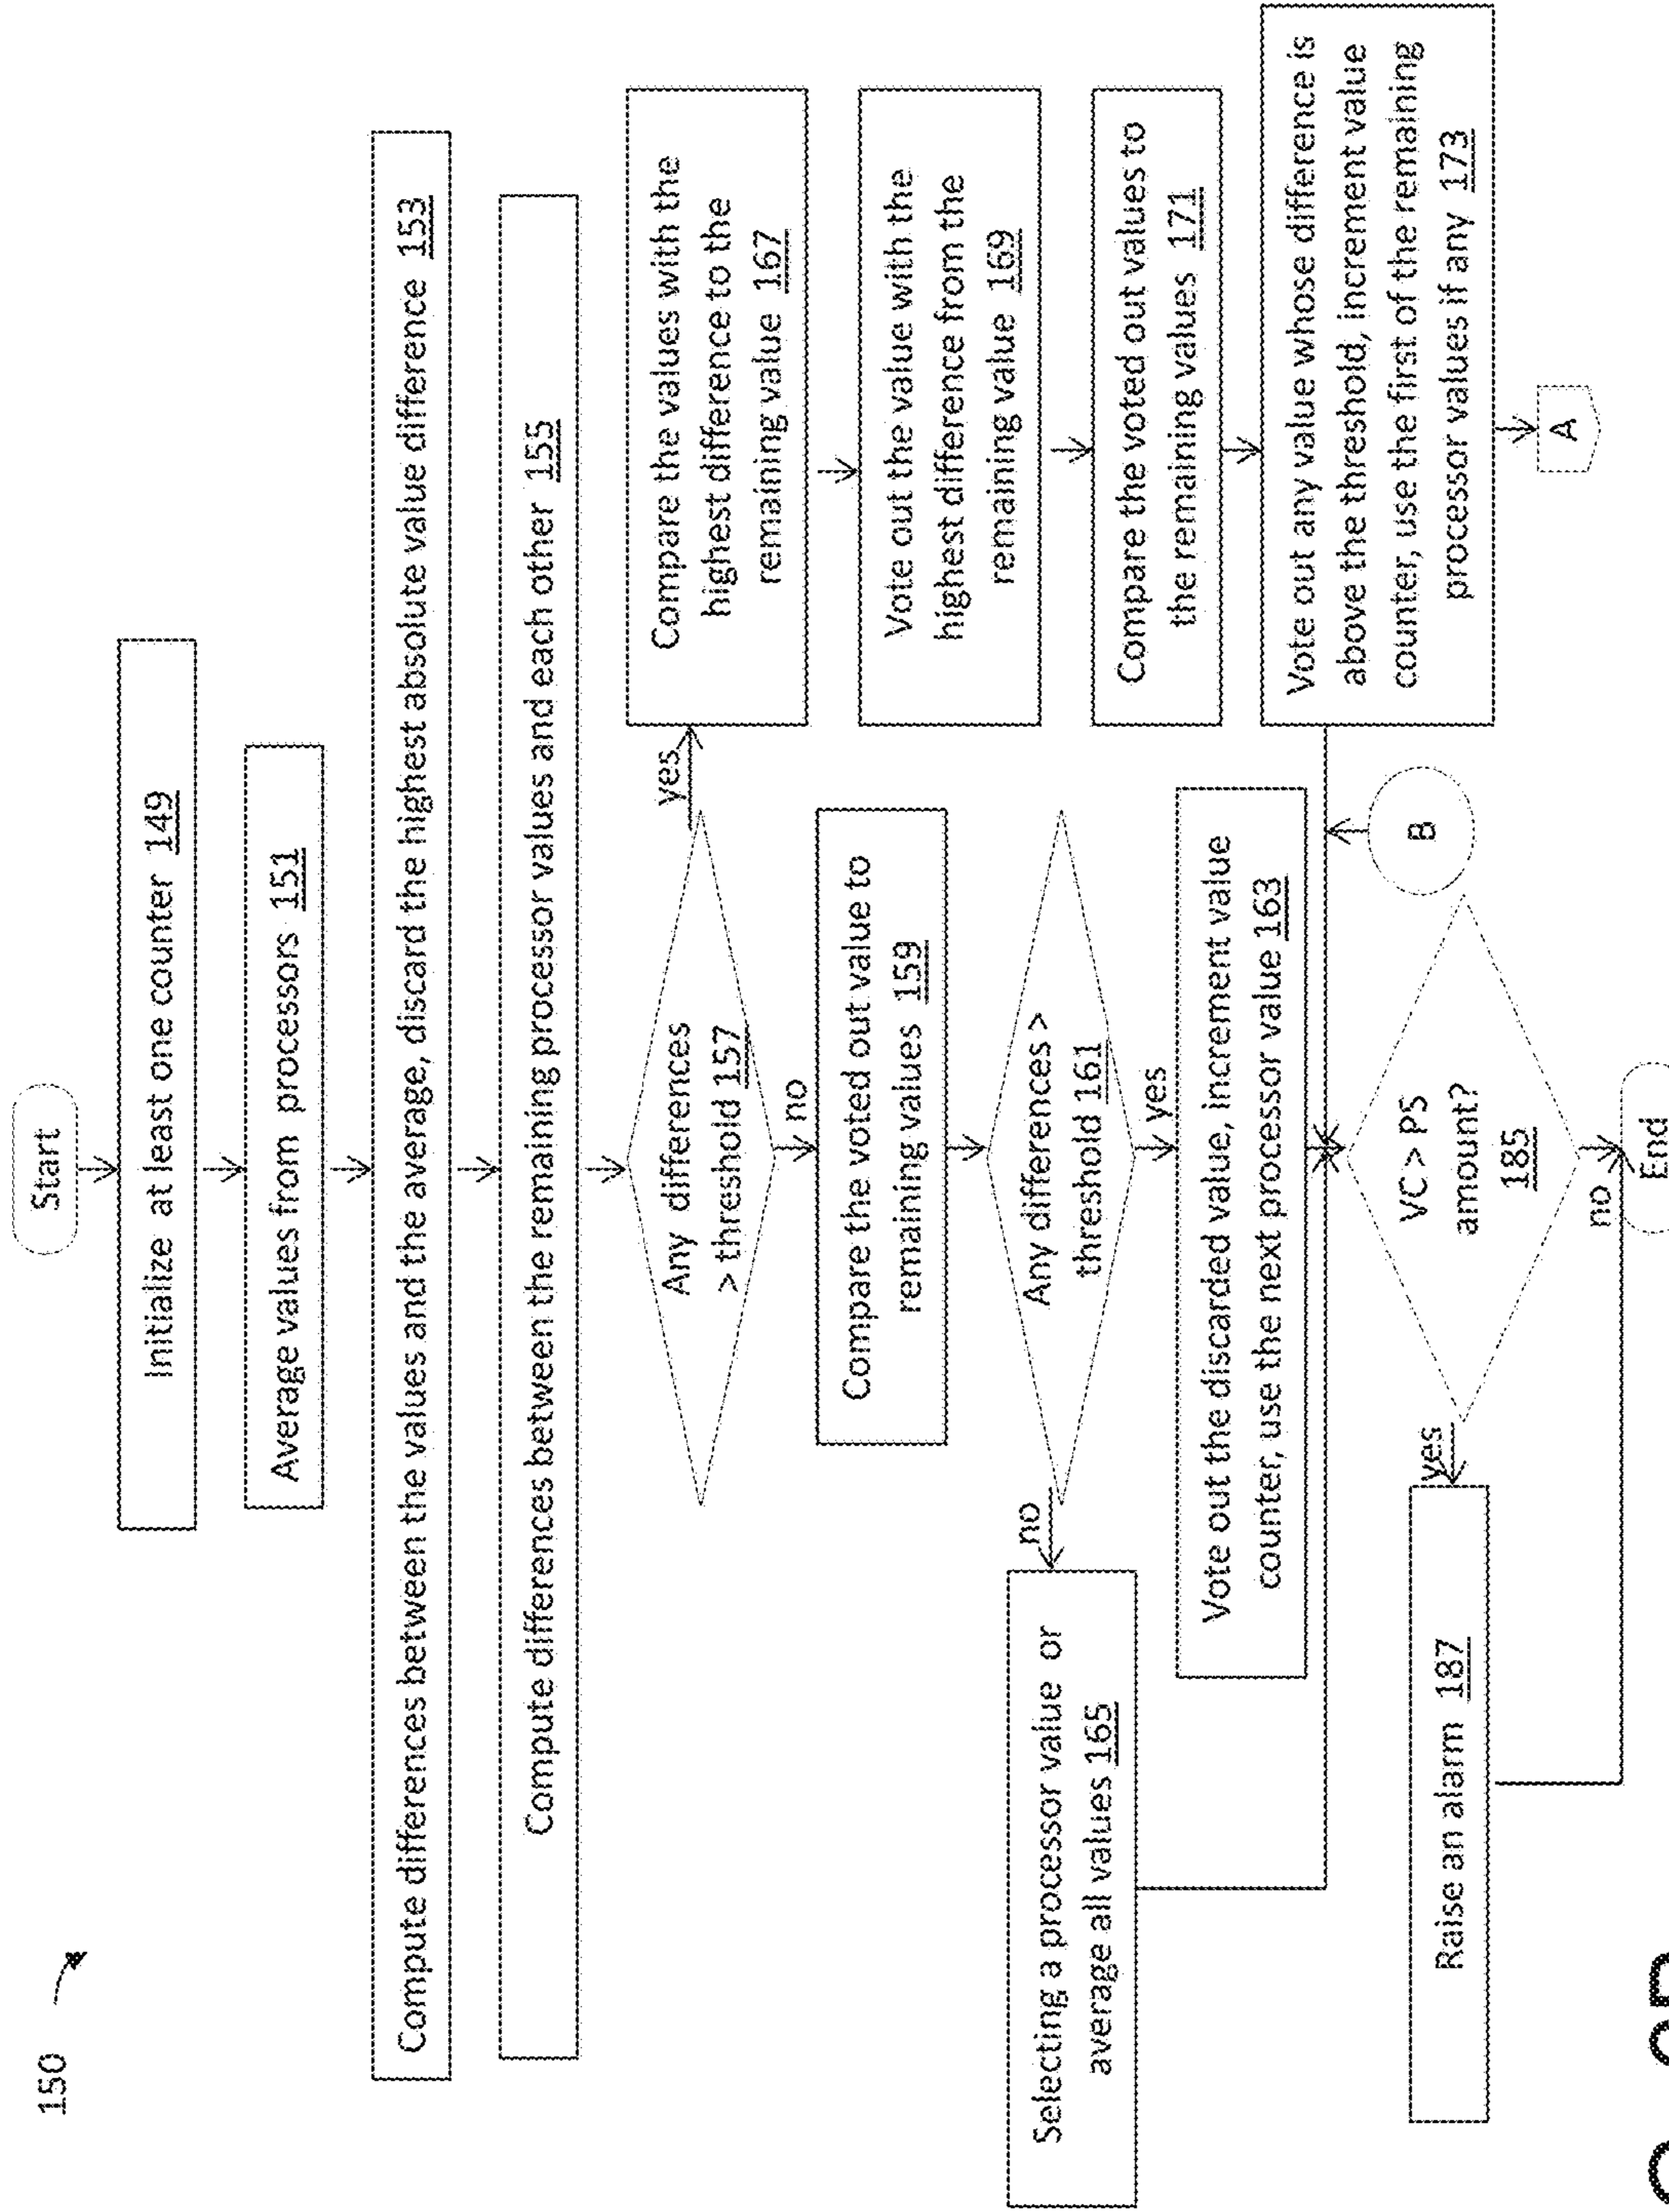 150
Start
Initialize at least one counter 149
Average values from processors 151
Compute differences between the values and the average, discard the highest absolute value difference 153
Compute differences between the remaining processor values and each other 155
Any differences
> threshold 157
yes
no
Compare the values with the
highest difference to the
remaining value 167
Vote out the value with the
highest difference from the
remaining value 169
Compare the voted out value to
remaining values 159
Any differences >
threshold 161
no
yes
Compare the voted out values to
the remaining values 171
Selecting a processor value or
average all values 165
Vote out the discarded value, increment value
counter, use the next processor value 163
Vote out any value whose difference is
above the threshold, increment value
counter, use the first of the remaining
processor values if any 173
A
B
VC > PS
amount?
185
yes
no
Raise an alarm 187
End